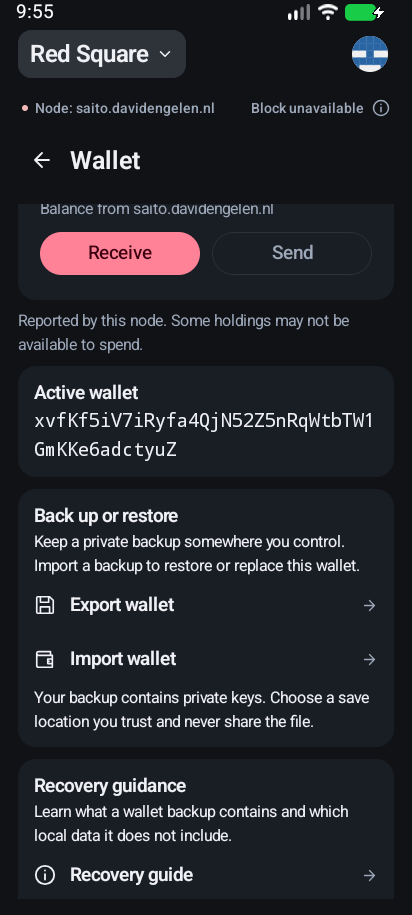 9:55
Red Square
Node: saito.davidengelen.nl
Block unavailable
Wallet
Balance from saito.davidengelen.nl
Receive
Send
Reported by this node. Some holdings may not be
available to spend.
Active wallet
xvfKf5iV7iRyfa4QjN52Z5nRqWtbTW1
GmKKe6adctyuZ
Back up or restore
Keep a private backup somewhere you control.
Import a backup to restore or replace this wallet.
Export wallet
Import wallet
Your backup contains private keys. Choose a save
location you trust and never share the file.
Recovery guidance
Learn what a wallet backup contains and which
local data it does not include.
Recovery guide